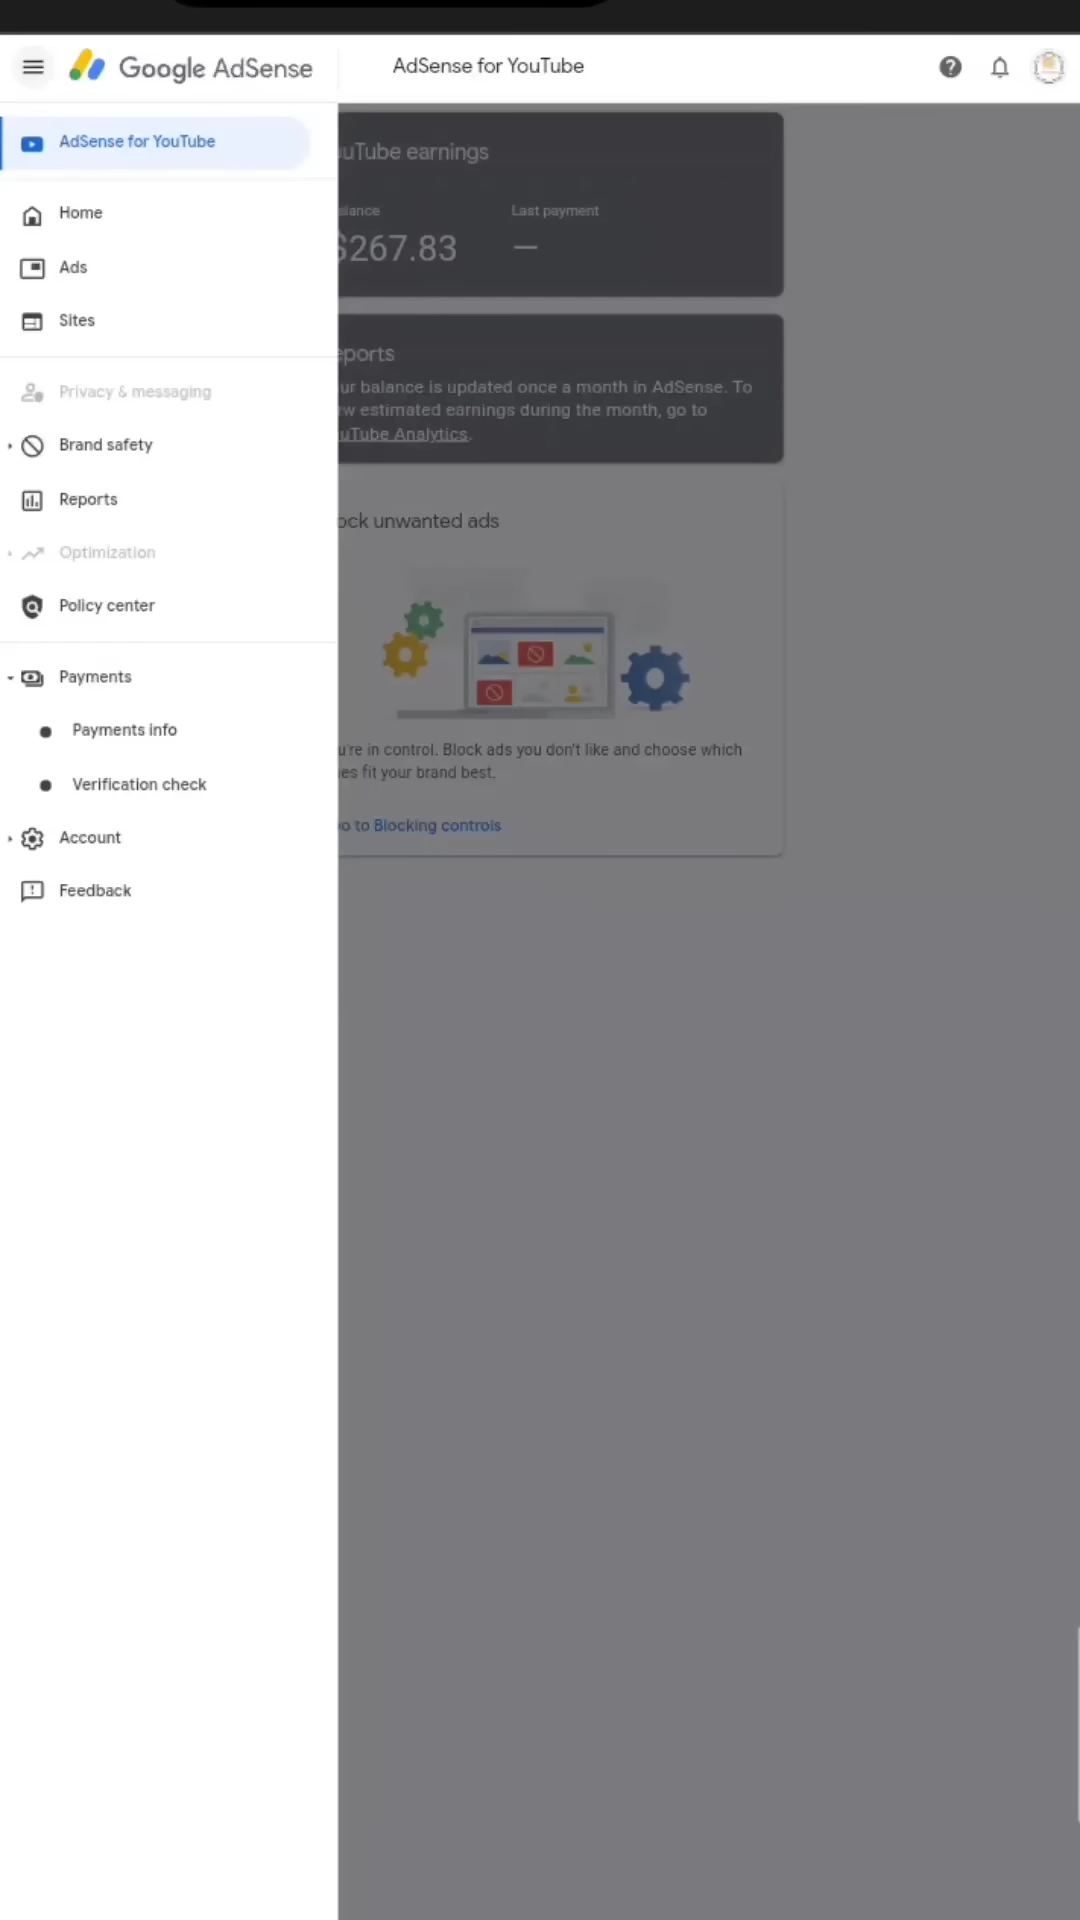 Google AdSense
AdSense for YouTube
AdSense for YouTube
Home
Ads
Sites
Privacy & messaging
Brand safety
Reports
Optimization
Policy center
Payments
Payments info
Verification check
Account
Feedback
uTube earnings
lance
Last payment
$267.83
—
ports
ur balance is updated once a month in AdSense. To
w estimated earnings during the month, go to
uTube Analytics.
ock unwanted ads
u're in control. Block ads you don't like and choose which
es fit your brand best.
o to Blocking controls